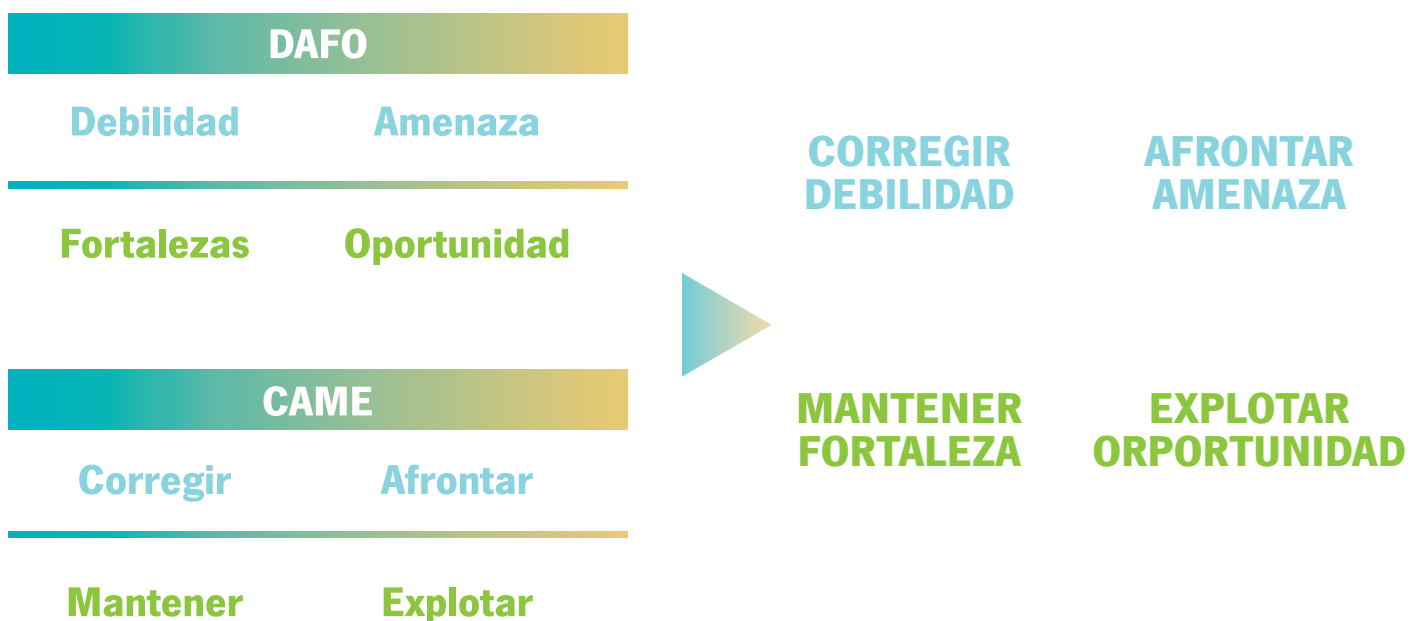 DAFO
Debilidad Amenaza
Fortalezas Oportunidad
CAME
Corregir Afrontar
Mantener Explotar
CORREGIR
DEBILIDAD
AFRONTAR
AMENAZA
MANTENER
FORTALEZA
EXPLOTAR
ORPORTUNIDAD